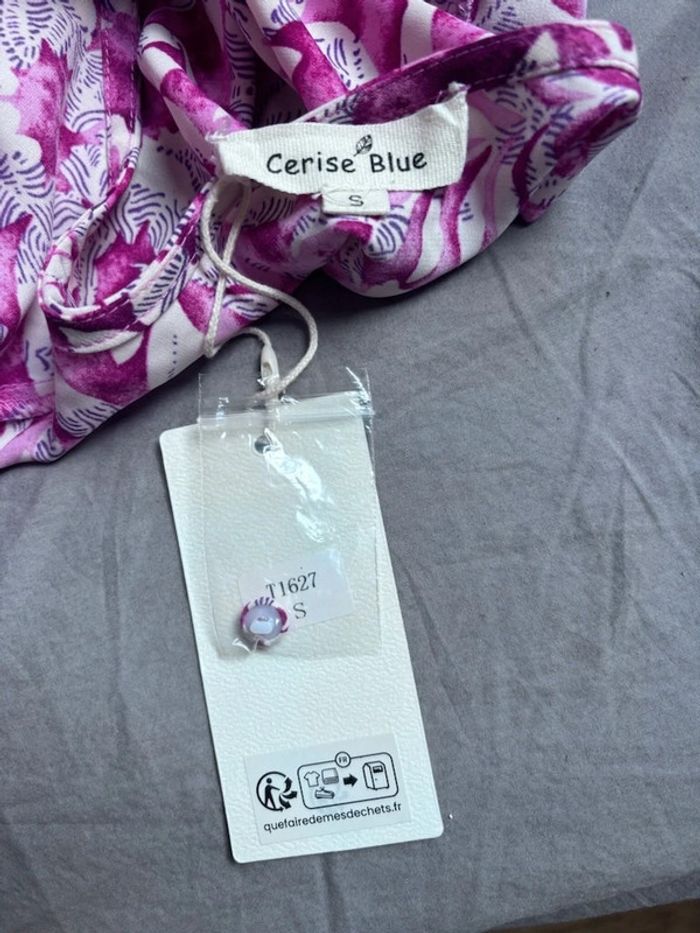 Cerise Blue
S
T1627
S
FR
quefairedemesdechets.fr